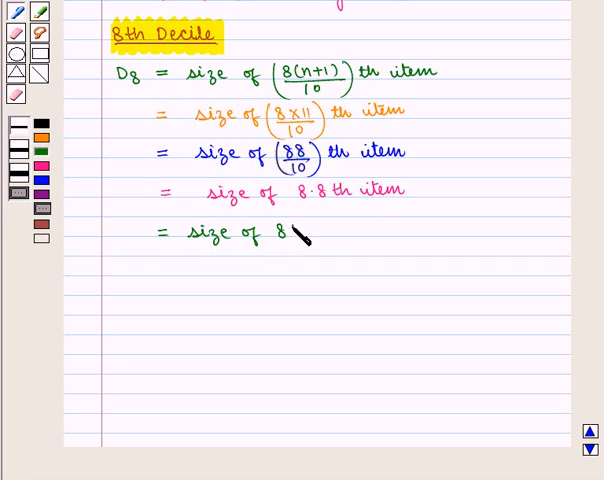 8th Decile
D8 = size of (8(n+1)/10) th item
= size of (8×11/10) th item
= size of (88/10) th item
= size of 8.8 th item
= size of 8